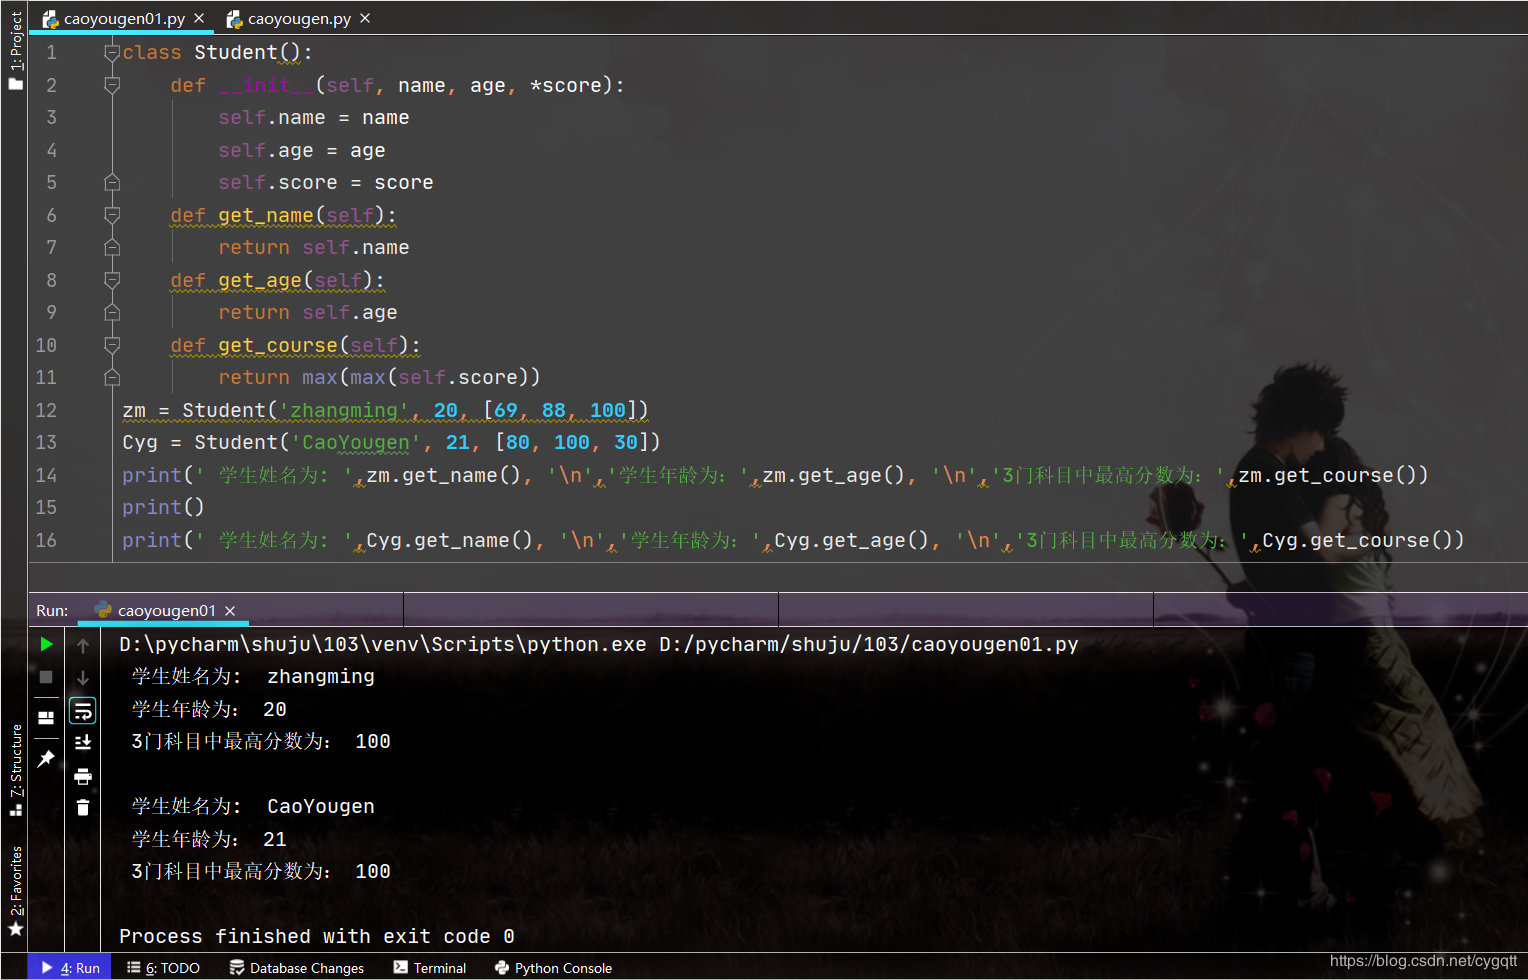 caoyougen01.py × caoyougen.py ×
1: Project
1 class Student():
2 def __init__(self, name, age, *score):
3 self.name = name
4 self.age = age
5 self.score = score
6 def get_name(self):
7 return self.name
8 def get_age(self):
9 return self.age
10 def get_course(self):
11 return max(max(self.score))
12 zm = Student('zhangming', 20, [69, 88, 100])
13 Cyg = Student('CaoYougen', 21, [80, 100, 30])
14 print(' 学生姓名为: ',zm.get_name(), '\n','学生年龄为：',zm.get_age(), '\n','3门科目中最高分数为：',zm.get_course())
15 print()
16 print(' 学生姓名为: ',Cyg.get_name(), '\n','学生年龄为：',Cyg.get_age(), '\n','3门科目中最高分数为：',Cyg.get_course())
Run: caoyougen01 ×
D:\pycharm\shuju\103\venv\Scripts\python.exe D:/pycharm/shuju/103/caoyougen01.py
学生姓名为: zhangming
学生年龄为： 20
3门科目中最高分数为： 100
学生姓名为: CaoYougen
学生年龄为： 21
3门科目中最高分数为： 100
Process finished with exit code 0
7: Structure
2: Favorites
4: Run 6: TODO Database Changes Terminal Python Console
https://blog.csdn.net/cygqtt